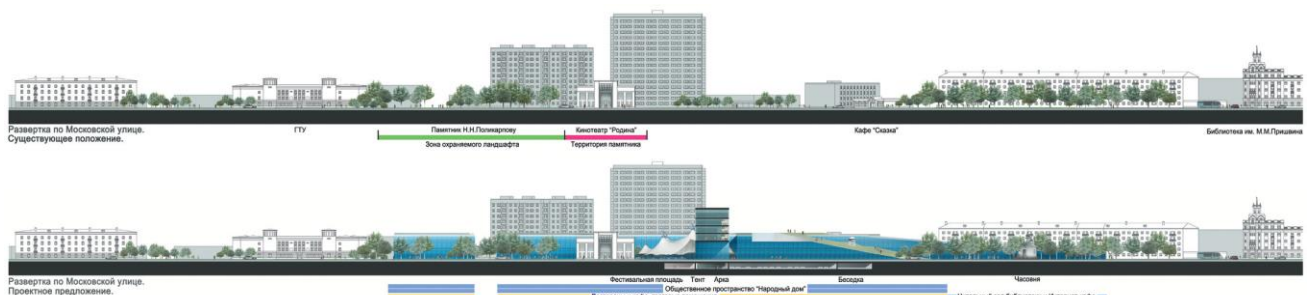 Развертка по Московской улице.
Существующее положение.
ГТУ
Памятник Н.Н.Поликарпову
Кинотеатр "Родина"
Кафе "Сказка"
Библиотека им. М.М.Пришвина
Зона охраняемого ландшафта
Территория памятника
Развертка по Московской улице.
Проектное предложение.
Фестивальная площадь
Тент
Арка
Беседка
Часовня
Общественное пространство "Народный дом"